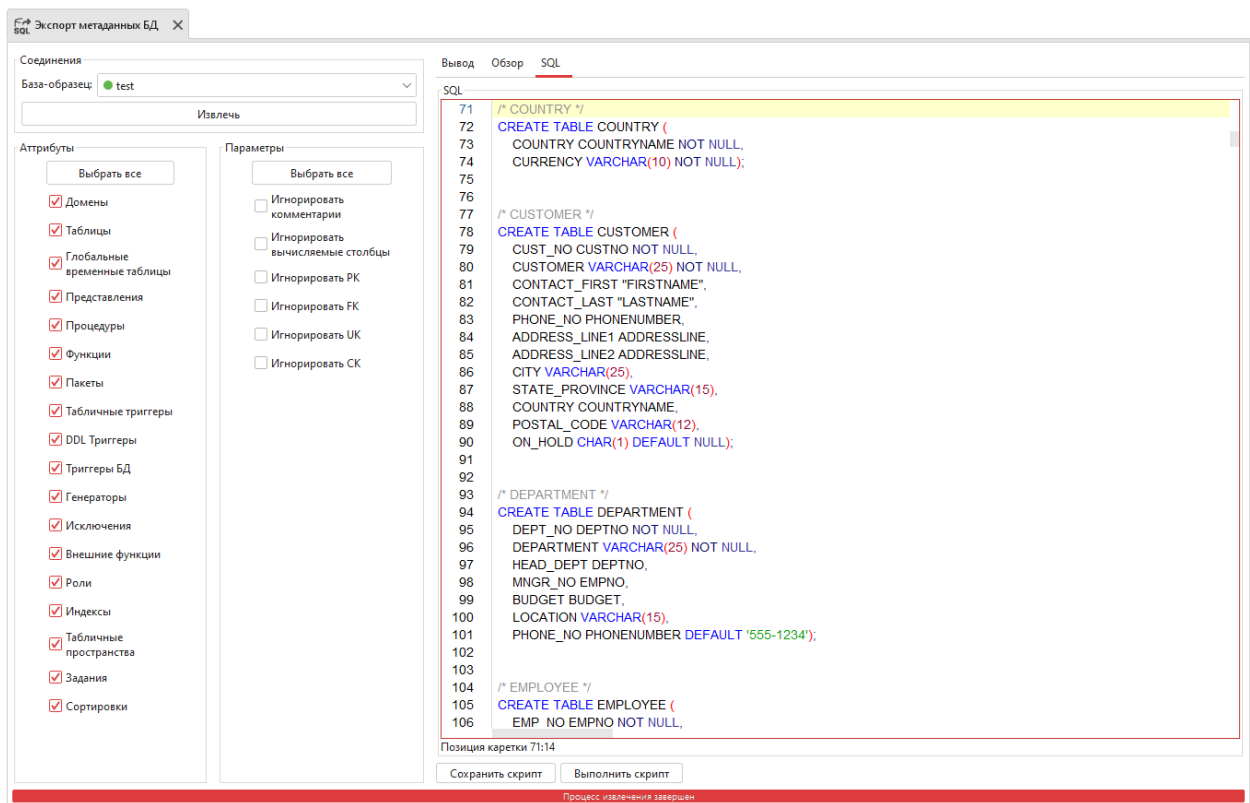 SQL Экспорт метаданных БД
Соединения
База-образец: test
Извлечь
Аттрибуты
Выбрать все
Домены
Таблицы
Глобальные
временные таблицы
Представления
Процедуры
Функции
Пакеты
Табличные триггеры
DDL Триггеры
Триггеры БД
Генераторы
Исключения
Внешние функции
Роли
Индексы
Табличные
пространства
Задания
Сортировки
Параметры
Выбрать все
Игнорировать
комментарии
Игнорировать
вычисляемые столбцы
Игнорировать PK
Игнорировать FK
Игнорировать UK
Игнорировать CK
Вывод Обзор SQL
SQL
71 /* COUNTRY */
72 CREATE TABLE COUNTRY (
73 COUNTRY COUNTRYNAME NOT NULL,
74 CURRENCY VARCHAR(10) NOT NULL);
75
76
77 /* CUSTOMER */
78 CREATE TABLE CUSTOMER (
79 CUST_NO CUSTNO NOT NULL,
80 CUSTOMER VARCHAR(25) NOT NULL,
81 CONTACT_FIRST "FIRSTNAME",
82 CONTACT_LAST "LASTNAME",
83 PHONE_NO PHONENUMBER,
84 ADDRESS_LINE1 ADDRESSLINE,
85 ADDRESS_LINE2 ADDRESSLINE,
86 CITY VARCHAR(25),
87 STATE_PROVINCE VARCHAR(15),
88 COUNTRY COUNTRYNAME,
89 POSTAL_CODE VARCHAR(12),
90 ON_HOLD CHAR(1) DEFAULT NULL);
91
92
93 /* DEPARTMENT */
94 CREATE TABLE DEPARTMENT (
95 DEPT_NO DEPTNO NOT NULL,
96 DEPARTMENT VARCHAR(25) NOT NULL,
97 HEAD_DEPT DEPTNO,
98 MNGR_NO EMPNO,
99 BUDGET BUDGET,
100 LOCATION VARCHAR(15),
101 PHONE_NO PHONENUMBER DEFAULT '555-1234');
102
103
104 /* EMPLOYEE */
105 CREATE TABLE EMPLOYEE (
106 EMP_NO EMPNO NOT NULL,
Позиция каретки 71:14
Сохранить скрипт Выполнить скрипт
Процесс извлечения завершен